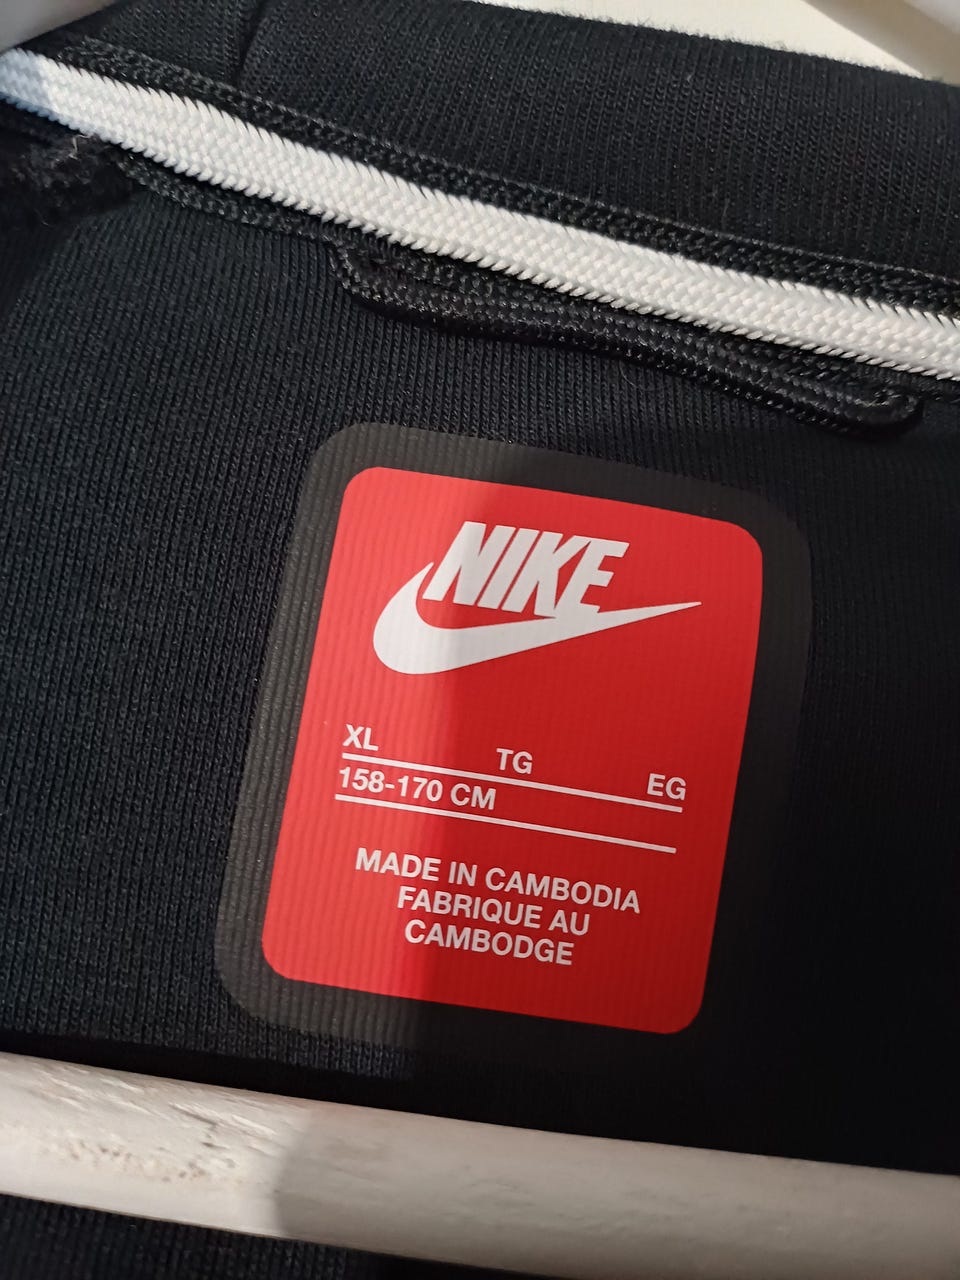 NIKE
XL TG EG
158-170 CM
MADE IN CAMBODIA
FABRIQUE AU
CAMBODGE